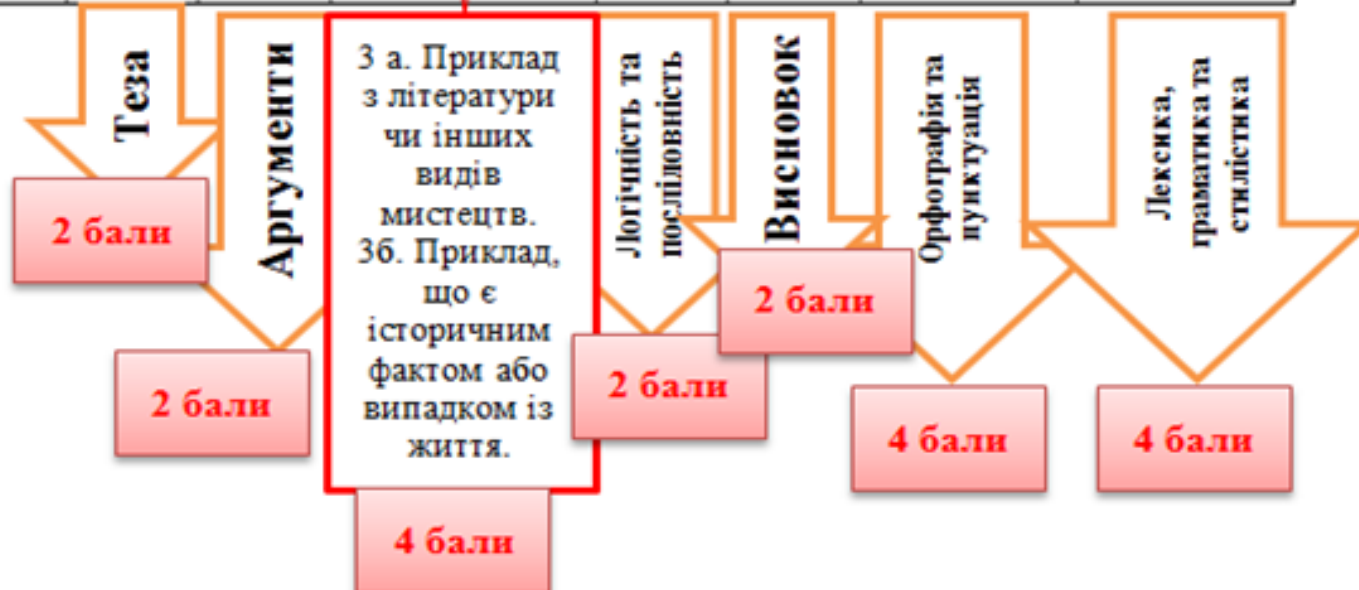 Теза
2 бали
Аргументи
2 бали
3 а. Приклад
з літератури
чи інших
видів
мистецтв.
3б. Приклад,
що є
історичним
фактом або
випадком із
життя.
4 бали
Логічність та
послідовність
2 бали
Висновок
2 бали
Орфографія та
пунктуація
4 бали
Лексика,
граматика та
стилістика
4 бали